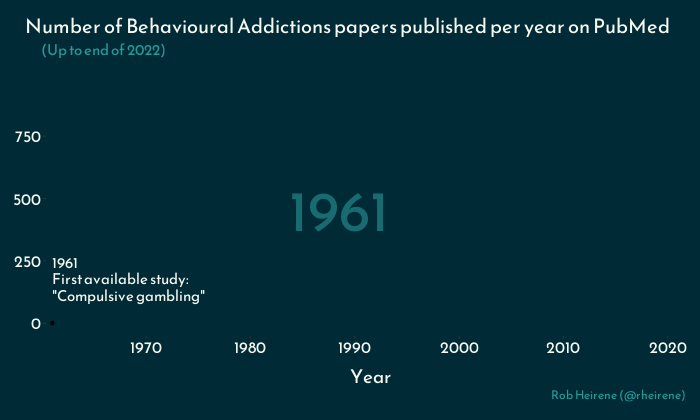 Number of Behavioural Addictions papers published per year on PubMed
(Up to end of 2022)
750
500
1961
250
1961
First available study:
"Compulsive gambling"
0
1970 1980 1990 2000 2010 2020
Year
Rob Heirene (@rheirene)